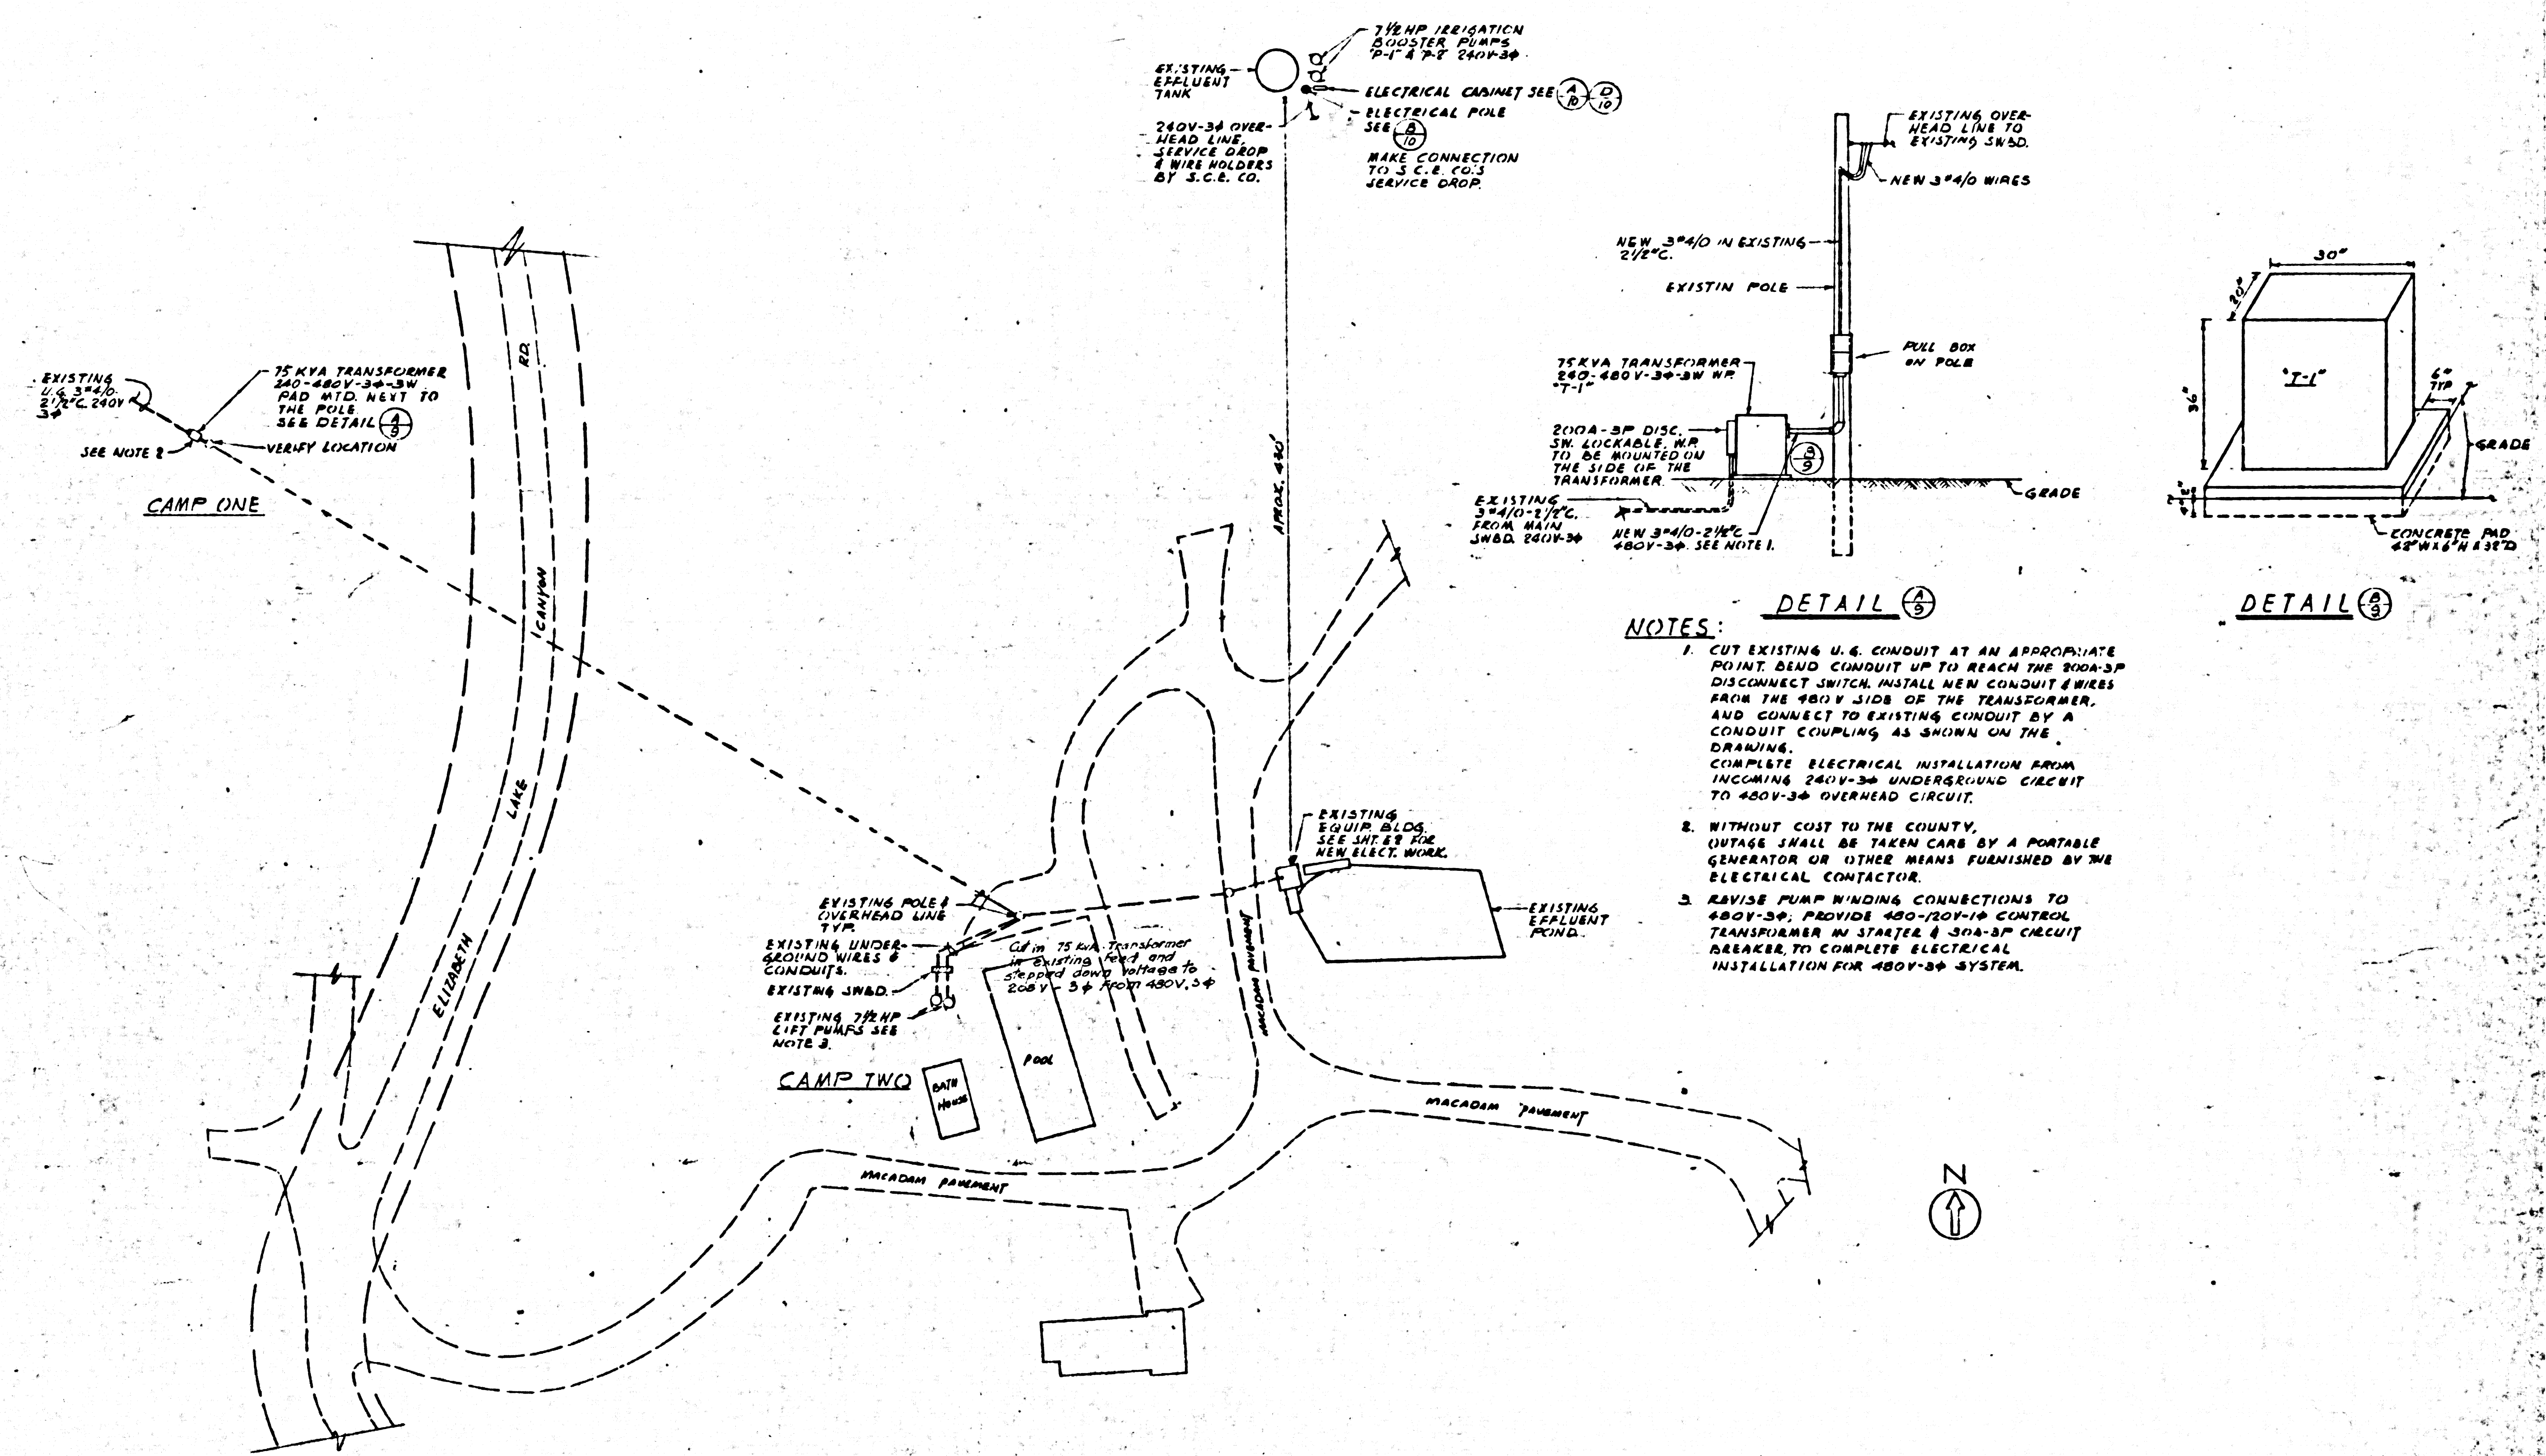 7½HP IRRIGATION
BOOSTER PUMPS
"P-1" & "P-2" 240V-3ϕ.
EXISTING
EFFLUENT
TANK
ELECTRICAL CABINET SEE A/10 D/10
ELECTRICAL POLE
SEE B/10
MAKE CONNECTION
TO S.C.E. CO.'S
SERVICE DROP.
240V-3ϕ OVER-
HEAD LINE,
SERVICE DROP
& WIRE HOLDERS
BY S.C.E. CO.
APROX. 430'
EXISTING
U.G. 3#4/0
2½"C. 240V
3ϕ
75 KVA TRANSFORMER
240-480V-3ϕ-3W
PAD MTD. NEXT TO
THE POLE.
SEE DETAIL A/9
SEE NOTE 2
VERIFY LOCATION
CAMP ONE
ELIZABETH
LAKE
CANYON
RD.
EXISTING OVER-
HEAD LINE TO
EXISTING SWBD.
NEW 3#4/0 WIRES
NEW 3#4/0 IN EXISTING
2½"C.
EXISTIN POLE
PULL BOX
ON POLE
75 KVA TRANSFORMER
240-480V-3ϕ-3W WP.
"T-1"
200A-3P DISC.
SW. LOCKABLE, W.P.
TO BE MOUNTED ON
THE SIDE OF THE
TRANSFORMER.
B/9
GRADE
EXISTING
3#4/0-2½"C.
FROM MAIN
SWBD. 240V-3ϕ
NEW 3#4/0-2½"C
480V-3ϕ. SEE NOTE 1.
DETAIL A/9
30"
20"
36"
"T-1"
6"
TYP
GRADE
CONCRETE PAD
42"W X 6"H X 32"D
DETAIL B/9
NOTES:
1. CUT EXISTING U.G. CONDUIT AT AN APPROPRIATE
POINT. BEND CONDUIT UP TO REACH THE 200A-3P
DISCONNECT SWITCH. INSTALL NEW CONDUIT & WIRES
FROM THE 480V SIDE OF THE TRANSFORMER,
AND CONNECT TO EXISTING CONDUIT BY A
CONDUIT COUPLING AS SHOWN ON THE
DRAWING.
COMPLETE ELECTRICAL INSTALLATION FROM
INCOMING 240V-3ϕ UNDERGROUND CIRCUIT
TO 480V-3ϕ OVERHEAD CIRCUIT.
2. WITHOUT COST TO THE COUNTY,
OUTAGE SHALL BE TAKEN CARE BY A PORTABLE
GENERATOR OR OTHER MEANS FURNISHED BY THE
ELECTRICAL CONTACTOR.
3. REVISE PUMP WINDING CONNECTIONS TO
480V-3ϕ; PROVIDE 480-120V-1ϕ CONTROL
TRANSFORMER IN STARTER & 30A-3P CIRCUIT
BREAKER, TO COMPLETE ELECTRICAL
INSTALLATION FOR 480V-3ϕ SYSTEM.
EXISTING
EQUIP. BLDG.
SEE SHT. E8 FOR
NEW ELECT. WORK.
EXISTING
EFFLUENT
POND
EXISTING POLE &
OVERHEAD LINE
TYP.
EXISTING UNDER-
GROUND WIRES &
CONDUITS.
EXISTING SWBD.
EXISTING 7½HP
LIFT PUMPS SEE
NOTE 3.
Cut in 75 KVA Transformer
in existing feed and
stepped down voltage to
208V - 3ϕ From 480V, 3ϕ
CAMP TWO
BATH
HOUSE
POOL
MACADAM PAVEMENT
MACADAM PAVEMENT
MACADAM PAVEMENT
N